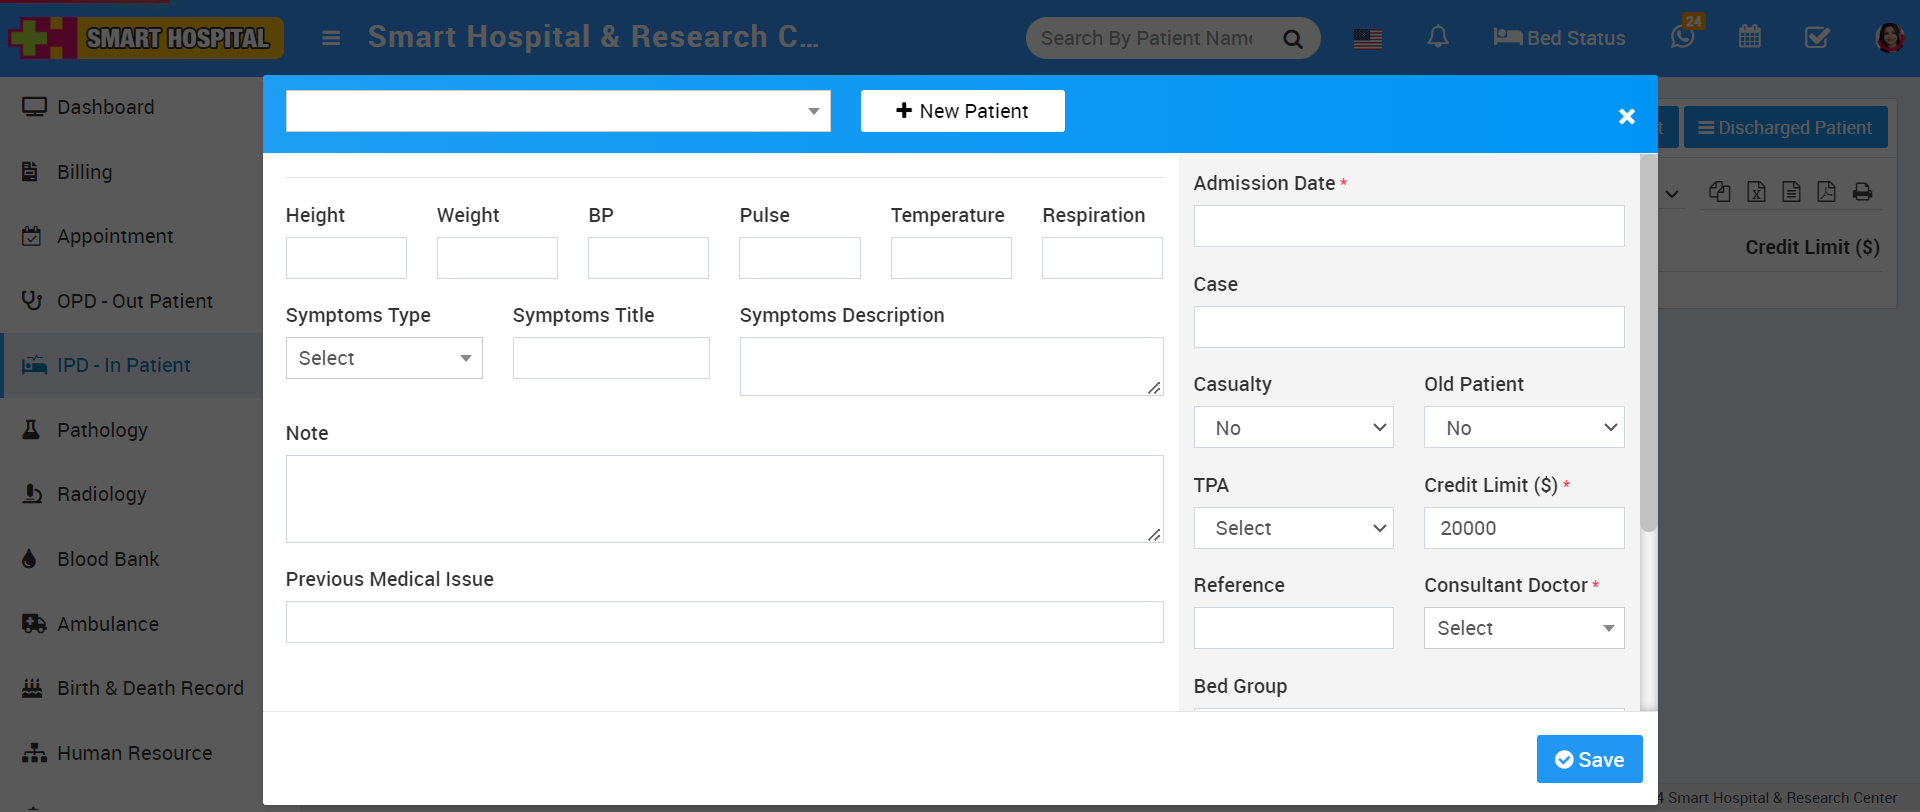 SMART HOSPITAL
Smart Hospital & Research C...
Search By Patient Name
Bed Status
24
Dashboard
Billing
Appointment
OPD - Out Patient
IPD - In Patient
Pathology
Radiology
Blood Bank
Ambulance
Birth & Death Record
Human Resource
New Patient
Discharged Patient
Credit Limit ($)
Height Weight BP Pulse Temperature Respiration
Symptoms Type Symptoms Title Symptoms Description
Select
Note
Previous Medical Issue
Admission Date *
Case
Casualty Old Patient
No No
TPA Credit Limit ($) *
Select 20000
Reference Consultant Doctor *
Select
Bed Group
Save
4 Smart Hospital & Research Center